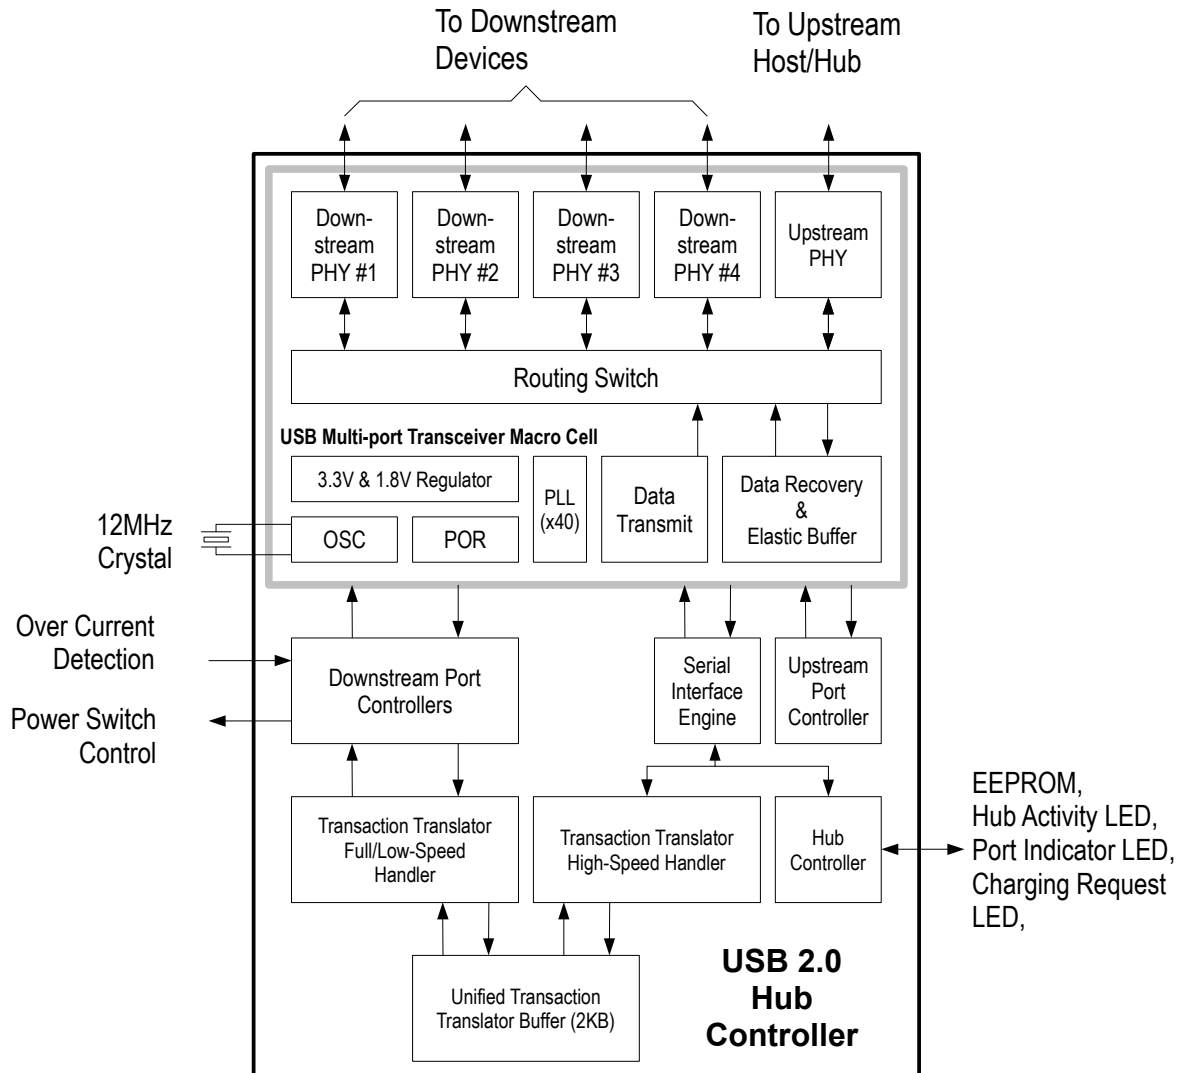 To Downstream
Devices
To Upstream
Host/Hub
Down-
stream
PHY #1
Down-
stream
PHY #2
Down-
stream
PHY #3
Down-
stream
PHY #4
Upstream
PHY
Routing Switch
USB Multi-port Transceiver Macro Cell
3.3V & 1.8V Regulator
PLL
(x40)
Data
Transmit
Data Recovery
&
Elastic Buffer
12MHz
Crystal
OSC
POR
Over Current
Detection
Power Switch
Control
Downstream Port
Controllers
Serial
Interface
Engine
Upstream
Port
Controller
Transaction Translator
Full/Low-Speed
Handler
Transaction Translator
High-Speed Handler
Hub
Controller
EEPROM,
Hub Activity LED,
Port Indicator LED,
Charging Request
LED,
Unified Transaction
Translator Buffer (2KB)
USB 2.0
Hub
Controller